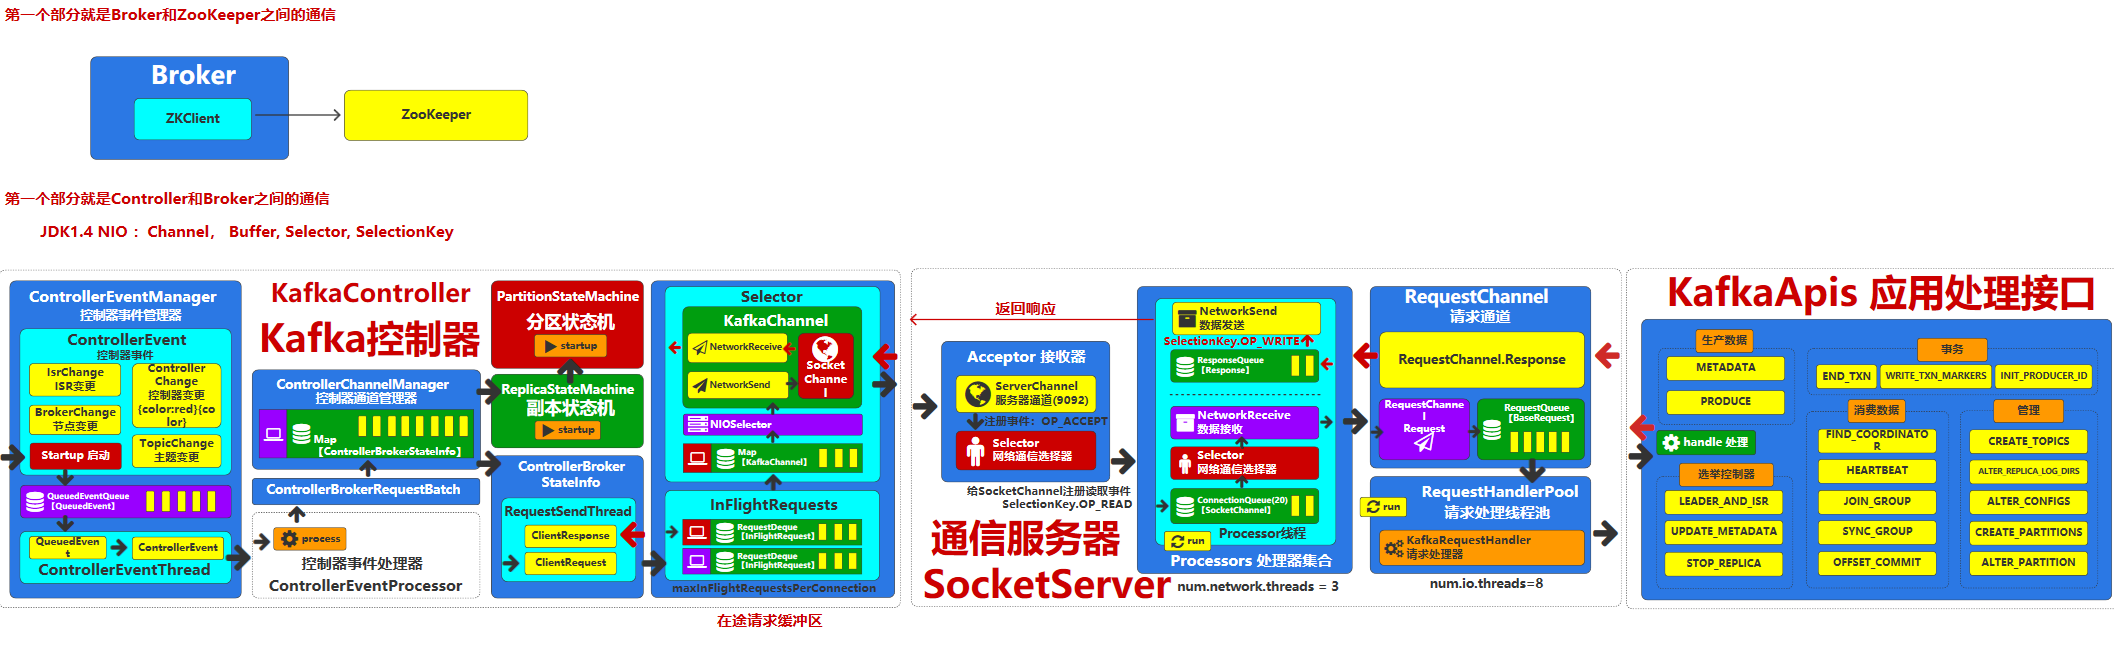 第一个部分就是Broker和ZooKeeper之间的通信
Broker
ZKClient
ZooKeeper
第一个部分就是Controller和Broker之间的通信
JDK1.4 NIO： Channel， Buffer, Selector, SelectionKey
ControllerEventManager
控制器事件管理器
ControllerEvent
控制器事件
IsrChange
ISR变更
Controller
Change
控制器变更
{color:red}{co
lor}
BrokerChange
节点变更
Startup 启动
TopicChange
主题变更
QueuedEventQueue
【QueuedEvent】
QueuedEven
t
ControllerEvent
ControllerEventThread
KafkaController
Kafka控制器
ControllerChannelManager
控制器通道管理器
Map
【ControllerBrokerStateInfo】
ControllerBrokerRequestBatch
process
控制器事件处理器
ControllerEventProcessor
PartitionStateMachine
分区状态机
startup
ReplicaStateMachine
副本状态机
startup
ControllerBroker
StateInfo
RequestSendThread
ClientResponse
ClientRequest
Selector
KafkaChannel
NetworkReceive
NetworkSend
Socket
Channe
l
NIOSelector
Map
【KafkaChannel】
InFlightRequests
RequestDeque
【InFlightRequest】
RequestDeque
【InFlightRequest】
maxInFlightRequestsPerConnection
在途请求缓冲区
返回响应
Acceptor 接收器
ServerChannel
服务器通道(9092)
注册事件：OP_ACCEPT
Selector
网络通信选择器
给SocketChannel注册读取事件
SelectionKey.OP_READ
通信服务器
SocketServer
NetworkSend
数据发送
SelectionKey.OP_WRITE
ResponseQueue
【Response】
NetworkReceive
数据接收
Selector
网络通信选择器
ConnectionQueue(20)
【SocketChannel】
run
Processor线程
Processors 处理器集合
num.network.threads = 3
RequestChannel
请求通道
RequestChannel.Response
RequestChanne
l
Request
RequestQueue
【BaseRequest】
RequestHandlerPool
请求处理线程池
run
KafkaRequestHandler
请求处理器
num.io.threads=8
KafkaApis 应用处理接口
生产数据
METADATA
PRODUCE
handle 处理
选举控制器
LEADER_AND_ISR
UPDATE_METADATA
STOP_REPLICA
事务
END_TXN
WRITE_TXN_MARKERS
INIT_PRODUCER_ID
消费数据
FIND_COORDINATO
R
HEARTBEAT
JOIN_GROUP
SYNC_GROUP
OFFSET_COMMIT
管理
CREATE_TOPICS
ALTER_REPLICA_LOG_DIRS
ALTER_CONFIGS
CREATE_PARTITIONS
ALTER_PARTITION